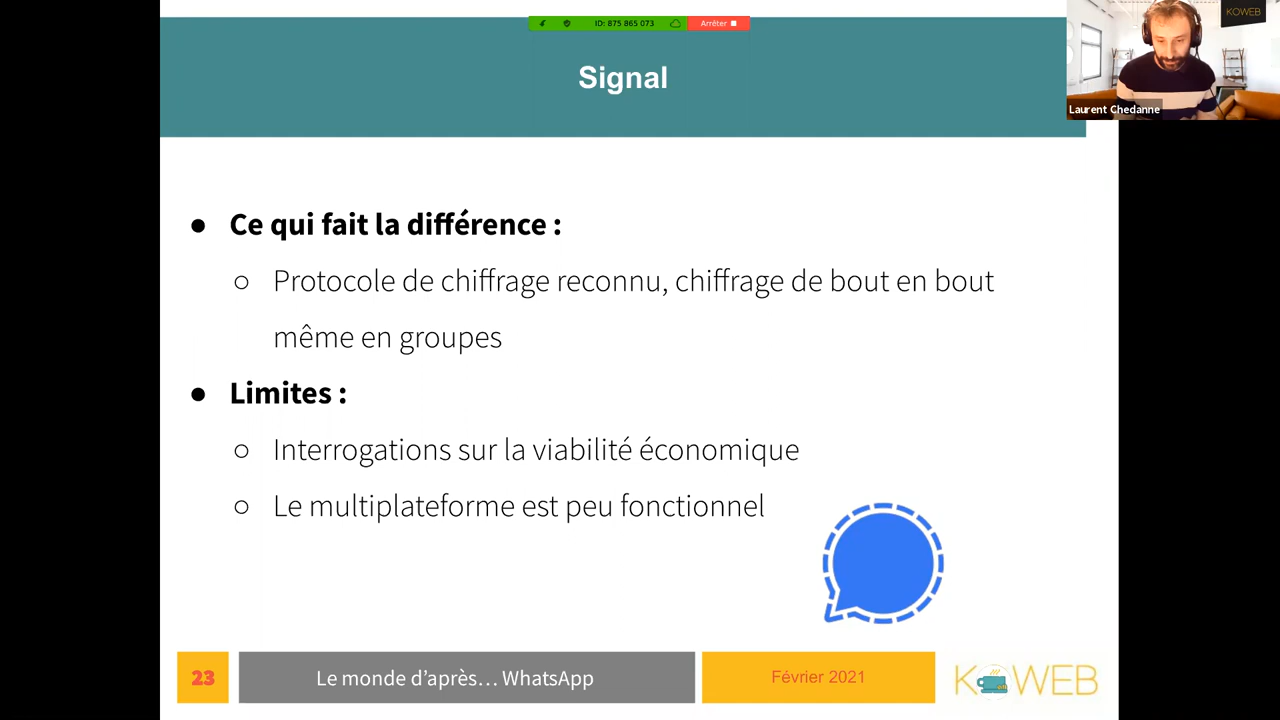 ID: 875 865 073
Arrêter
KOWEB
Signal
Laurent Chedanne
● Ce qui fait la différence :
○ Protocole de chiffrage reconnu, chiffrage de bout en bout
même en groupes
● Limites :
○ Interrogations sur la viabilité économique
○ Le multiplateforme est peu fonctionnel
23
Le monde d’après… WhatsApp
Février 2021
KOWEB